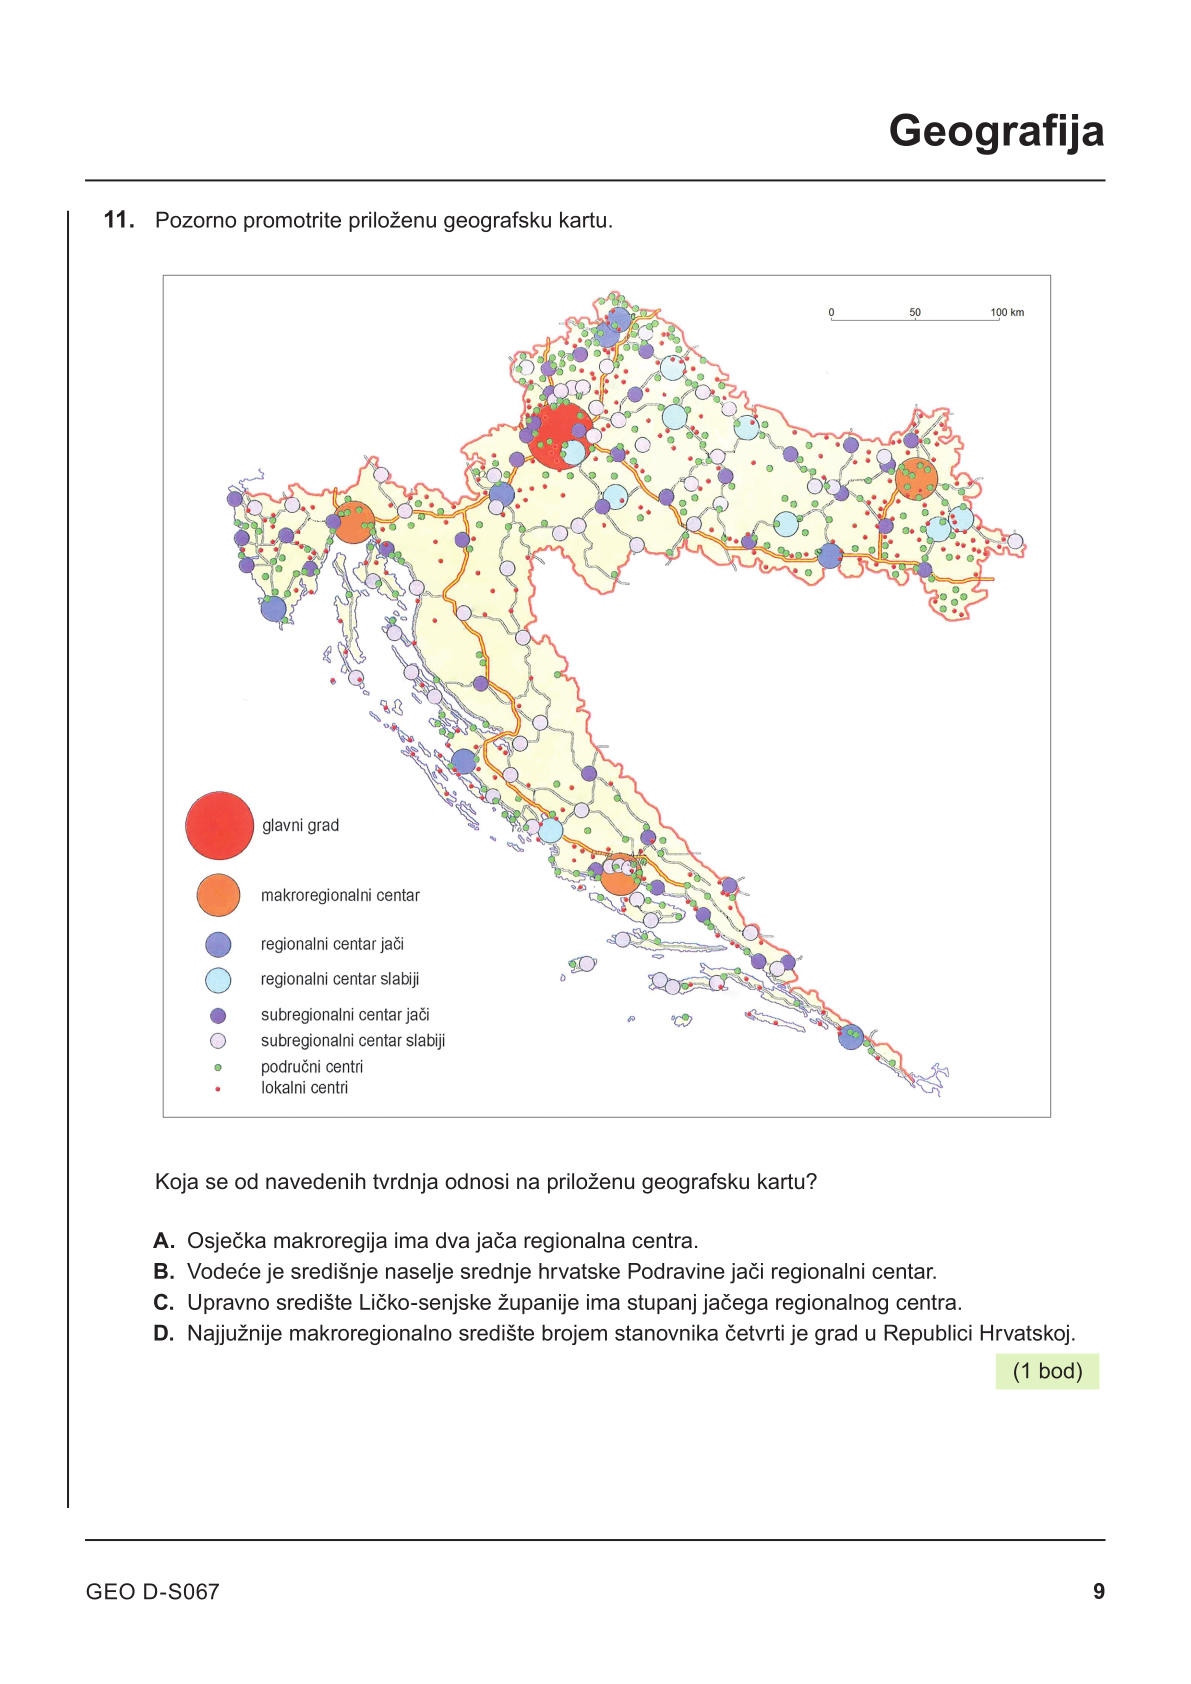 Geografija
11. Pozorno promotrite priloženu geografsku kartu.
0 50 100 km
glavni grad
makroregionalni centar
regionalni centar jači
regionalni centar slabiji
subregionalni centar jači
subregionalni centar slabiji
područni centri
lokalni centri
Koja se od navedenih tvrdnja odnosi na priloženu geografsku kartu?
A. Osječka makroregija ima dva jača regionalna centra.
B. Vodeće je središnje naselje srednje hrvatske Podravine jači regionalni centar.
C. Upravno središte Ličko-senjske županije ima stupanj jačega regionalnog centra.
D. Najjužnije makroregionalno središte brojem stanovnika četvrti je grad u Republici Hrvatskoj.
(1 bod)
GEO D-S067
9